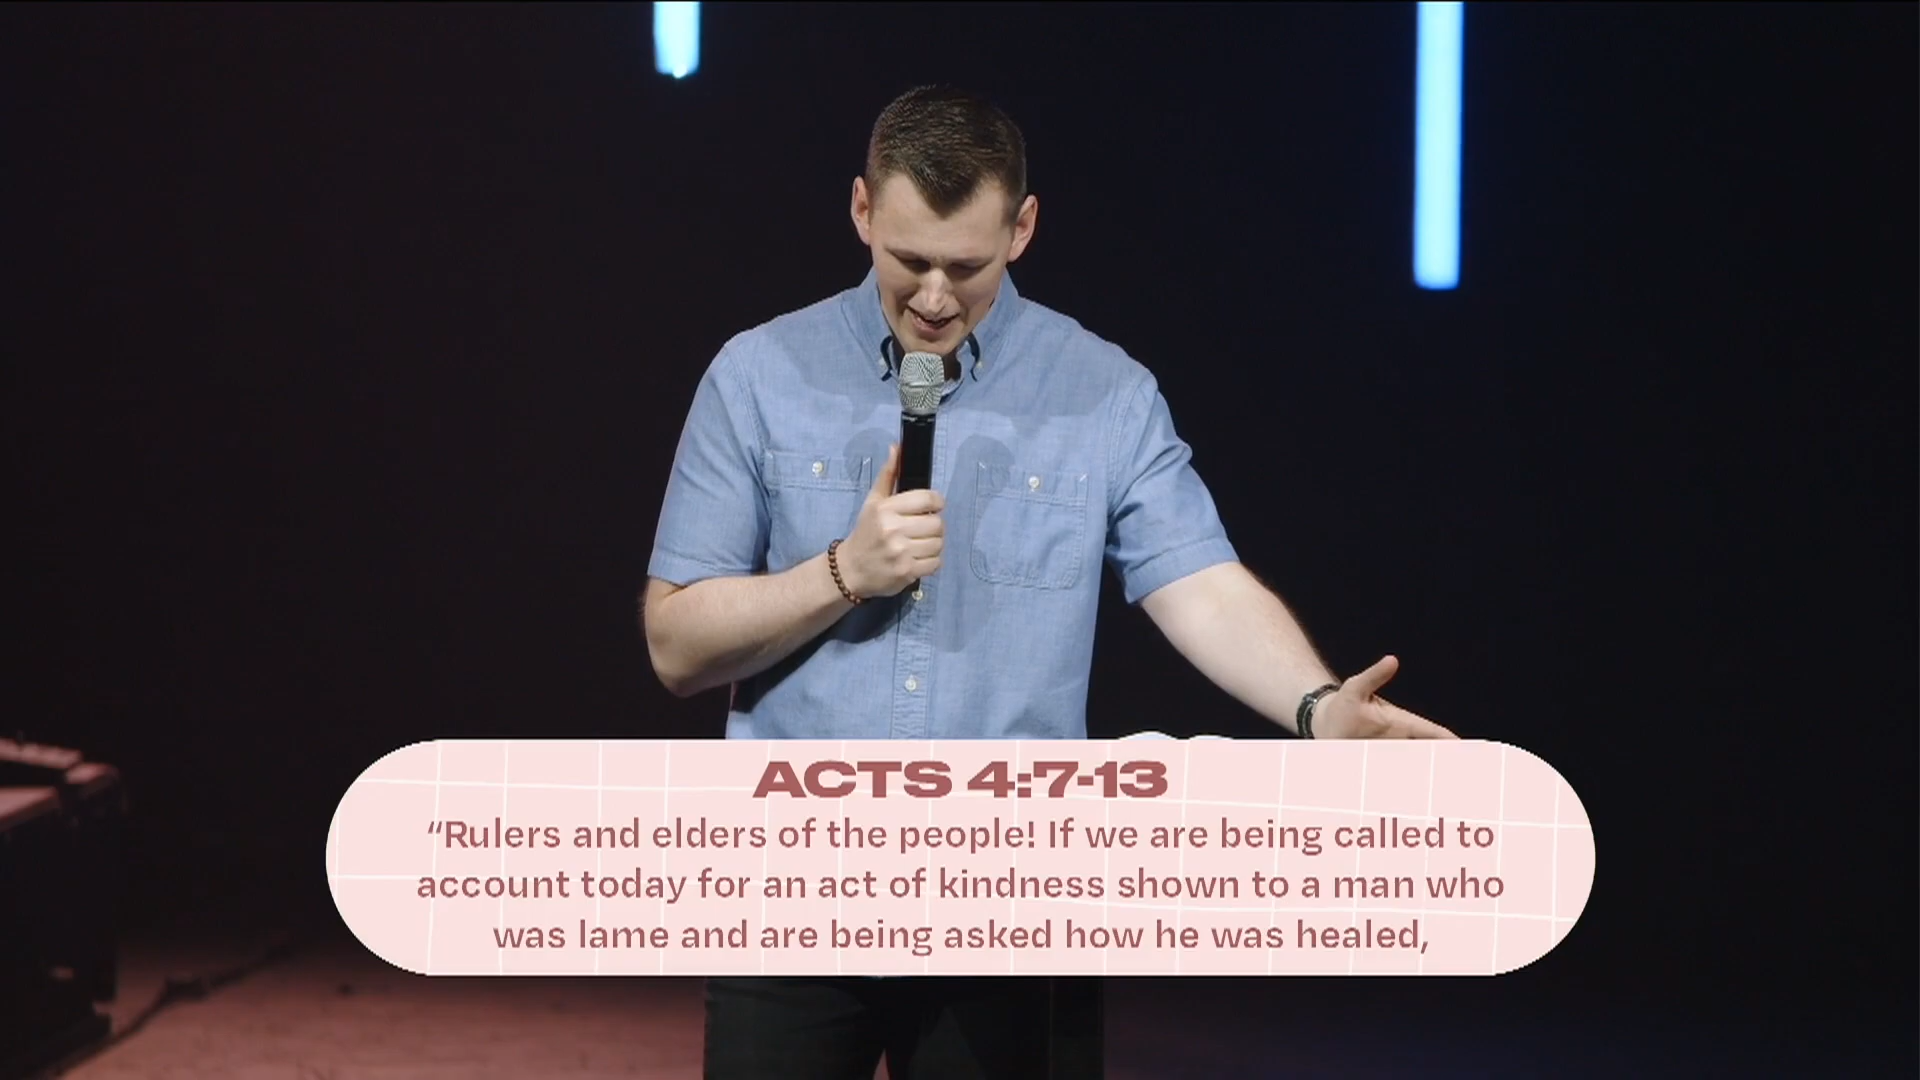 ACTS 4:7-13
“Rulers and elders of the people! If we are being called to
account today for an act of kindness shown to a man who
was lame and are being asked how he was healed,